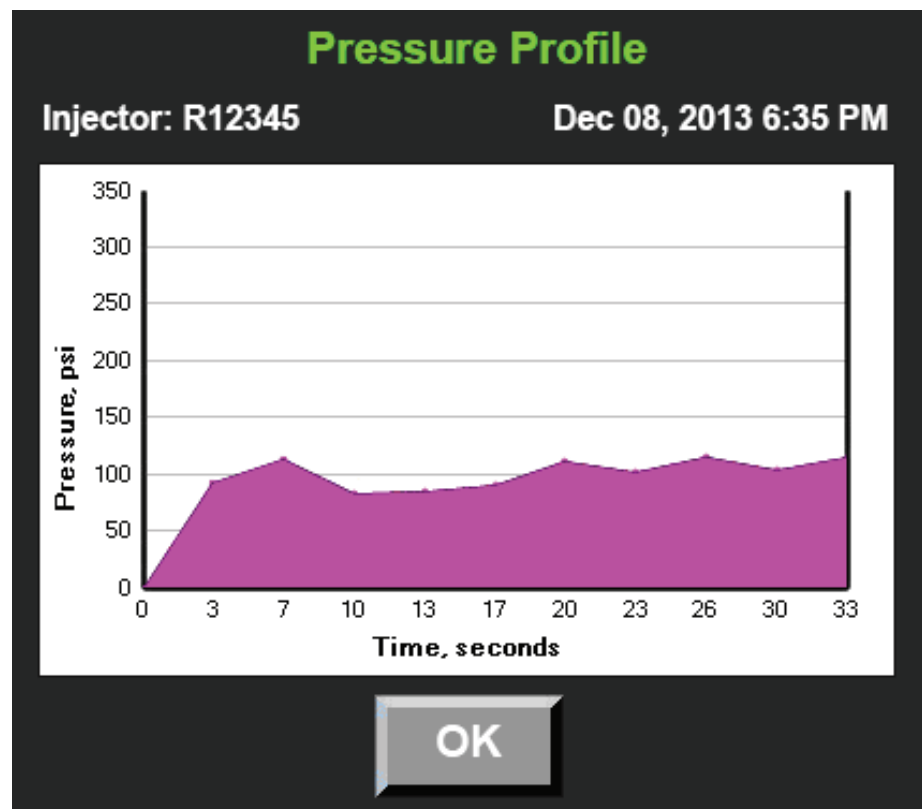 Pressure Profile
Injector: R12345 Dec 08, 2013 6:35 PM
350
300
250
200
150
100
50
0
Pressure, psi
0 3 7 10 13 17 20 23 26 30 33
Time, seconds
OK